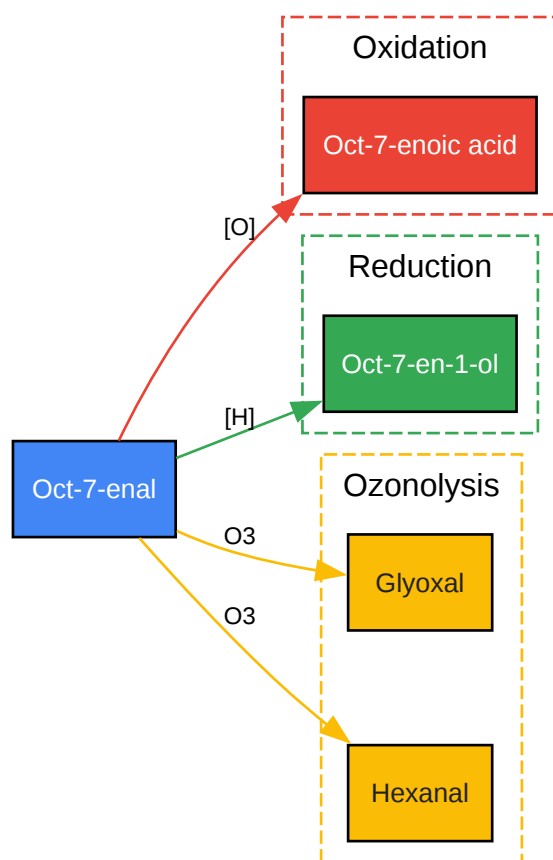 Oxidation
Oct-7-enoic acid
[O]
Reduction
Oct-7-en-1-ol
[H]
Oct-7-enal
Ozonolysis
O3
Glyoxal
O3
Hexanal